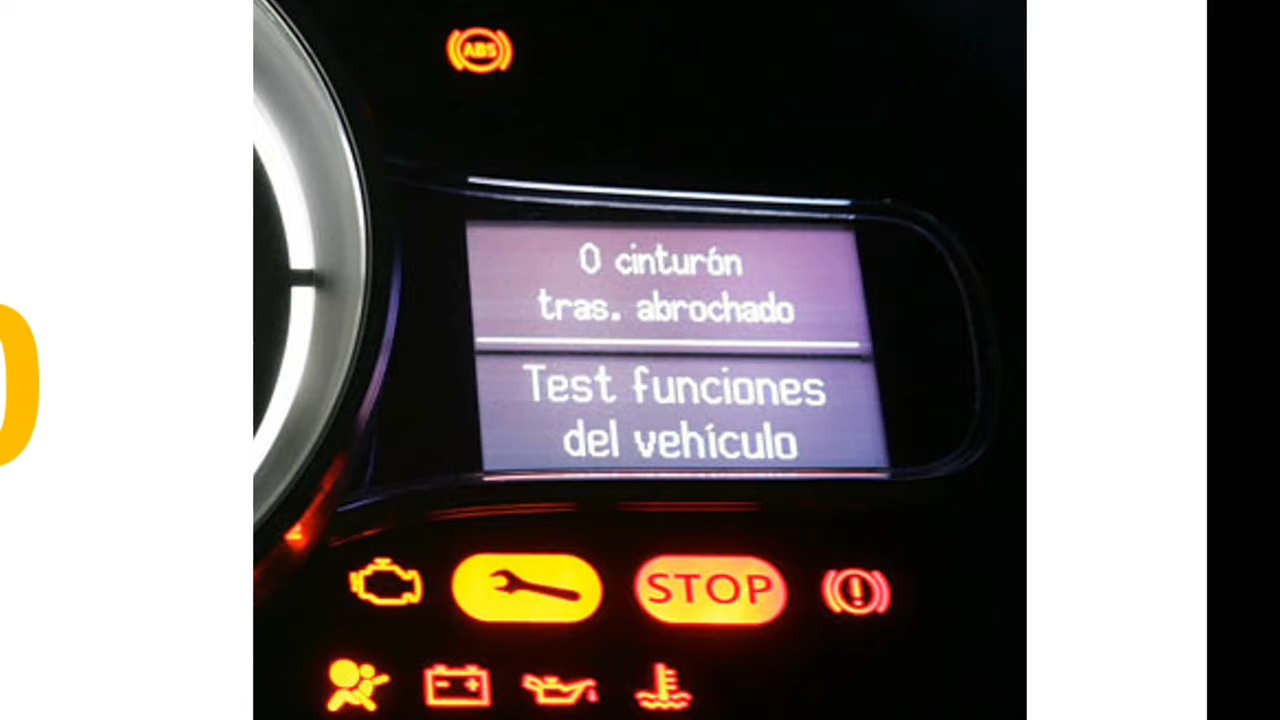 ABS
0 cinturón
tras. abrochado
Test funciones
del vehículo
STOP